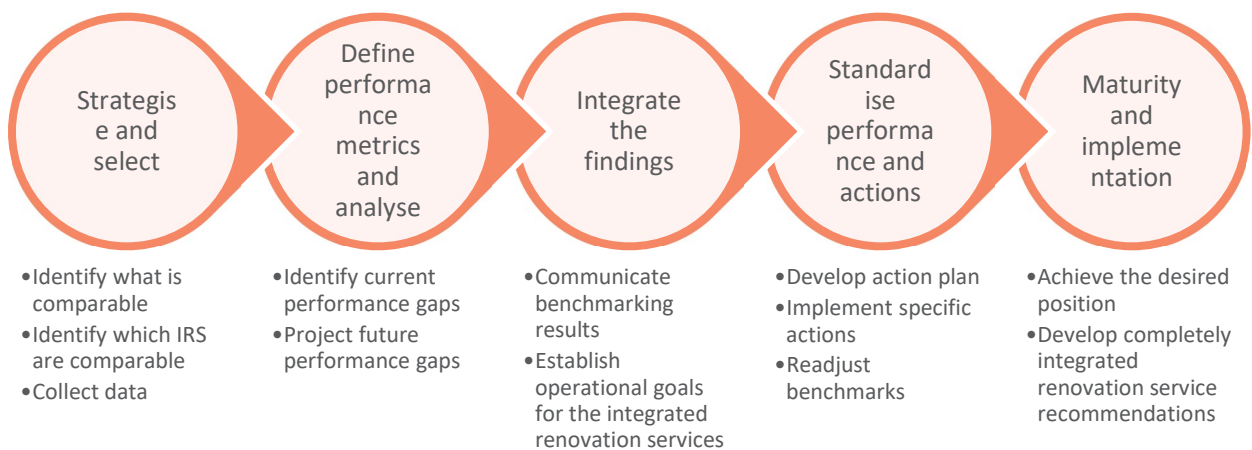 Strategis
e and
select
Define
performa
nce
metrics
and
analyse
Integrate
the
findings
Standard
ise
performa
nce and
actions
Maturity
and
impleme
ntation
•Identify what is
comparable
•Identify which IRS
are comparable
•Collect data
•Identify current
performance gaps
•Project future
performance gaps
•Communicate
benchmarking
results
•Establish
operational goals
for the integrated
renovation services
•Develop action plan
•Implement specific
actions
•Readjust
benchmarks
•Achieve the desired
position
•Develop completely
integrated
renovation service
recommendations